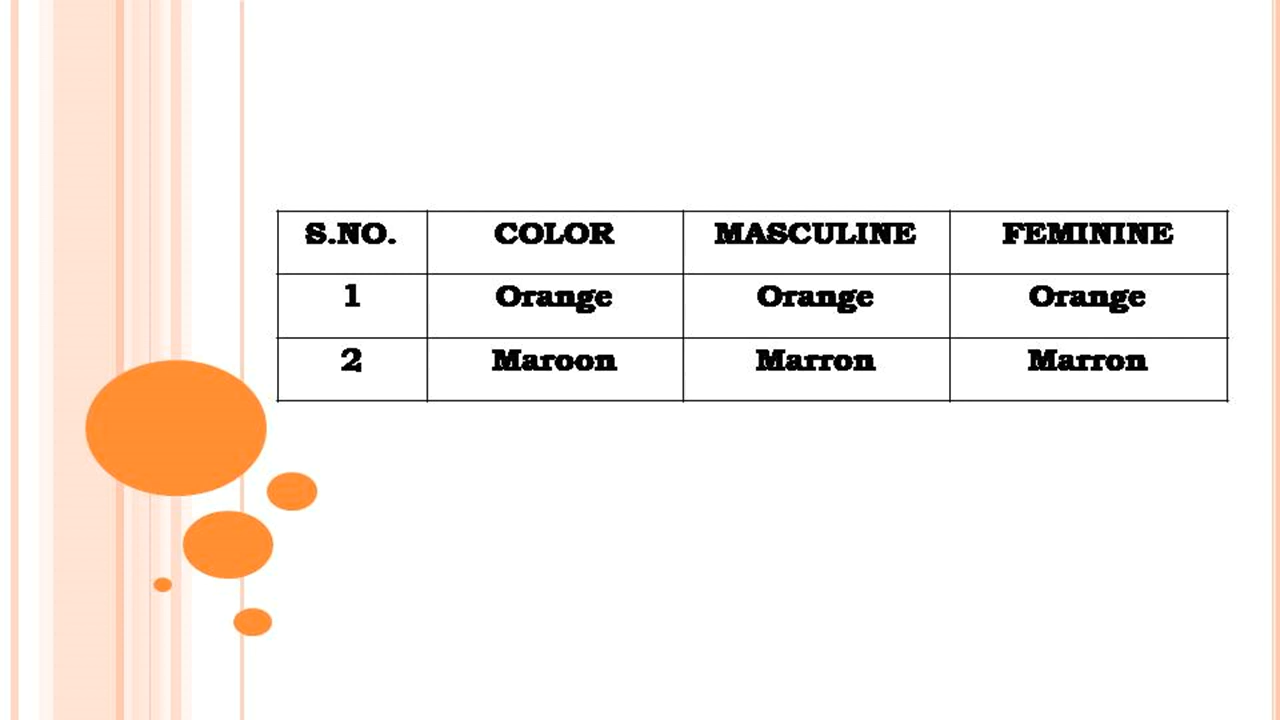 S.NO. COLOR MASCULINE FEMININE
1 Orange Orange Orange
2 Maroon Marron Marron